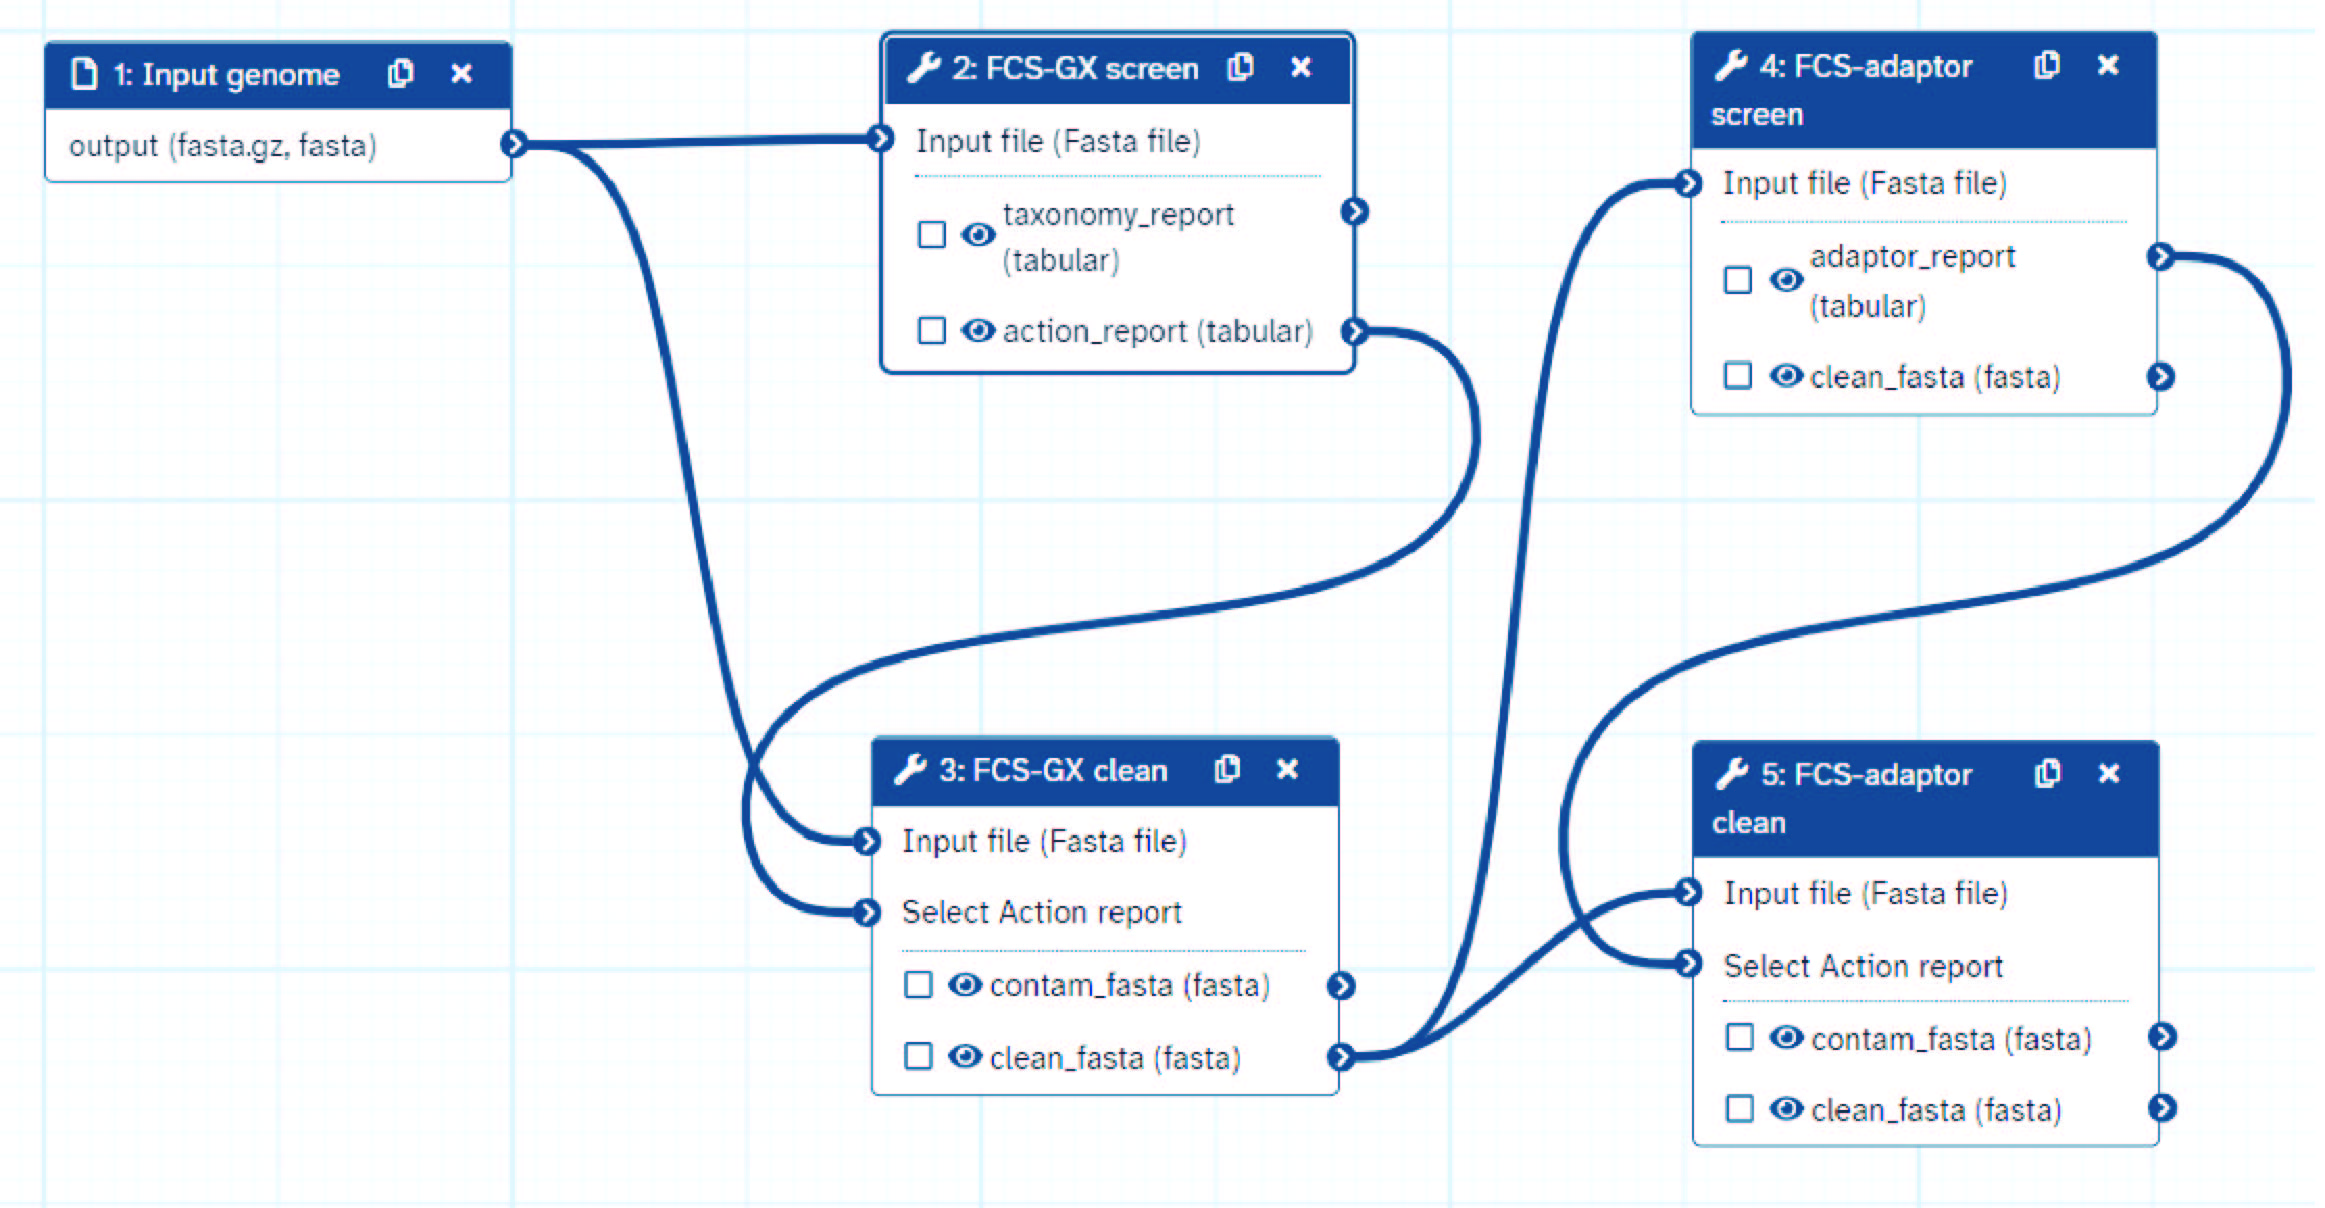 1: Input genome
output (fasta.gz, fasta)
2: FCS-GX screen
Input file (Fasta file)
taxonomy_report
(tabular)
action_report (tabular)
3: FCS-GX clean
Input file (Fasta file)
Select Action report
contam_fasta (fasta)
clean_fasta (fasta)
4: FCS-adaptor
screen
Input file (Fasta file)
adaptor_report
(tabular)
clean_fasta (fasta)
5: FCS-adaptor
clean
Input file (Fasta file)
Select Action report
contam_fasta (fasta)
clean_fasta (fasta)